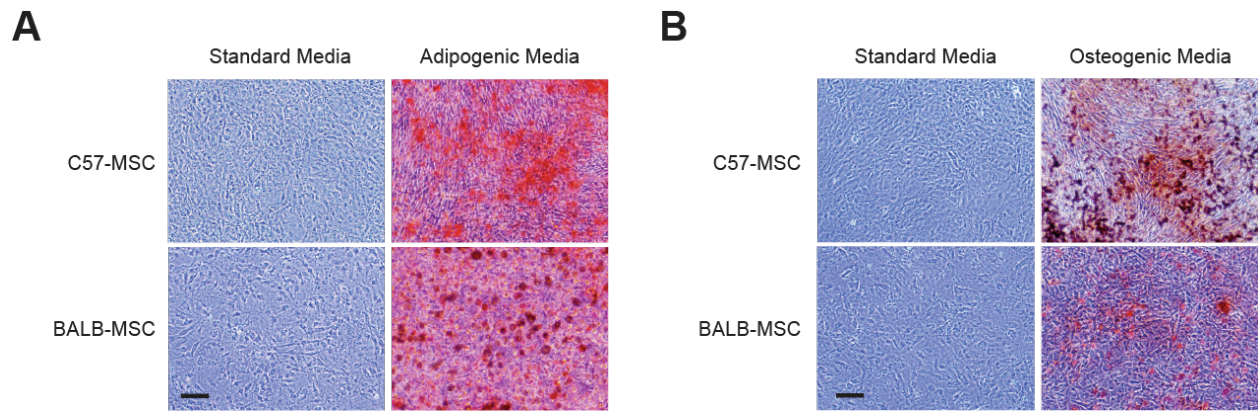 A
Standard Media Adipogenic Media
C57-MSC
BALB-MSC
B
Standard Media Osteogenic Media
C57-MSC
BALB-MSC